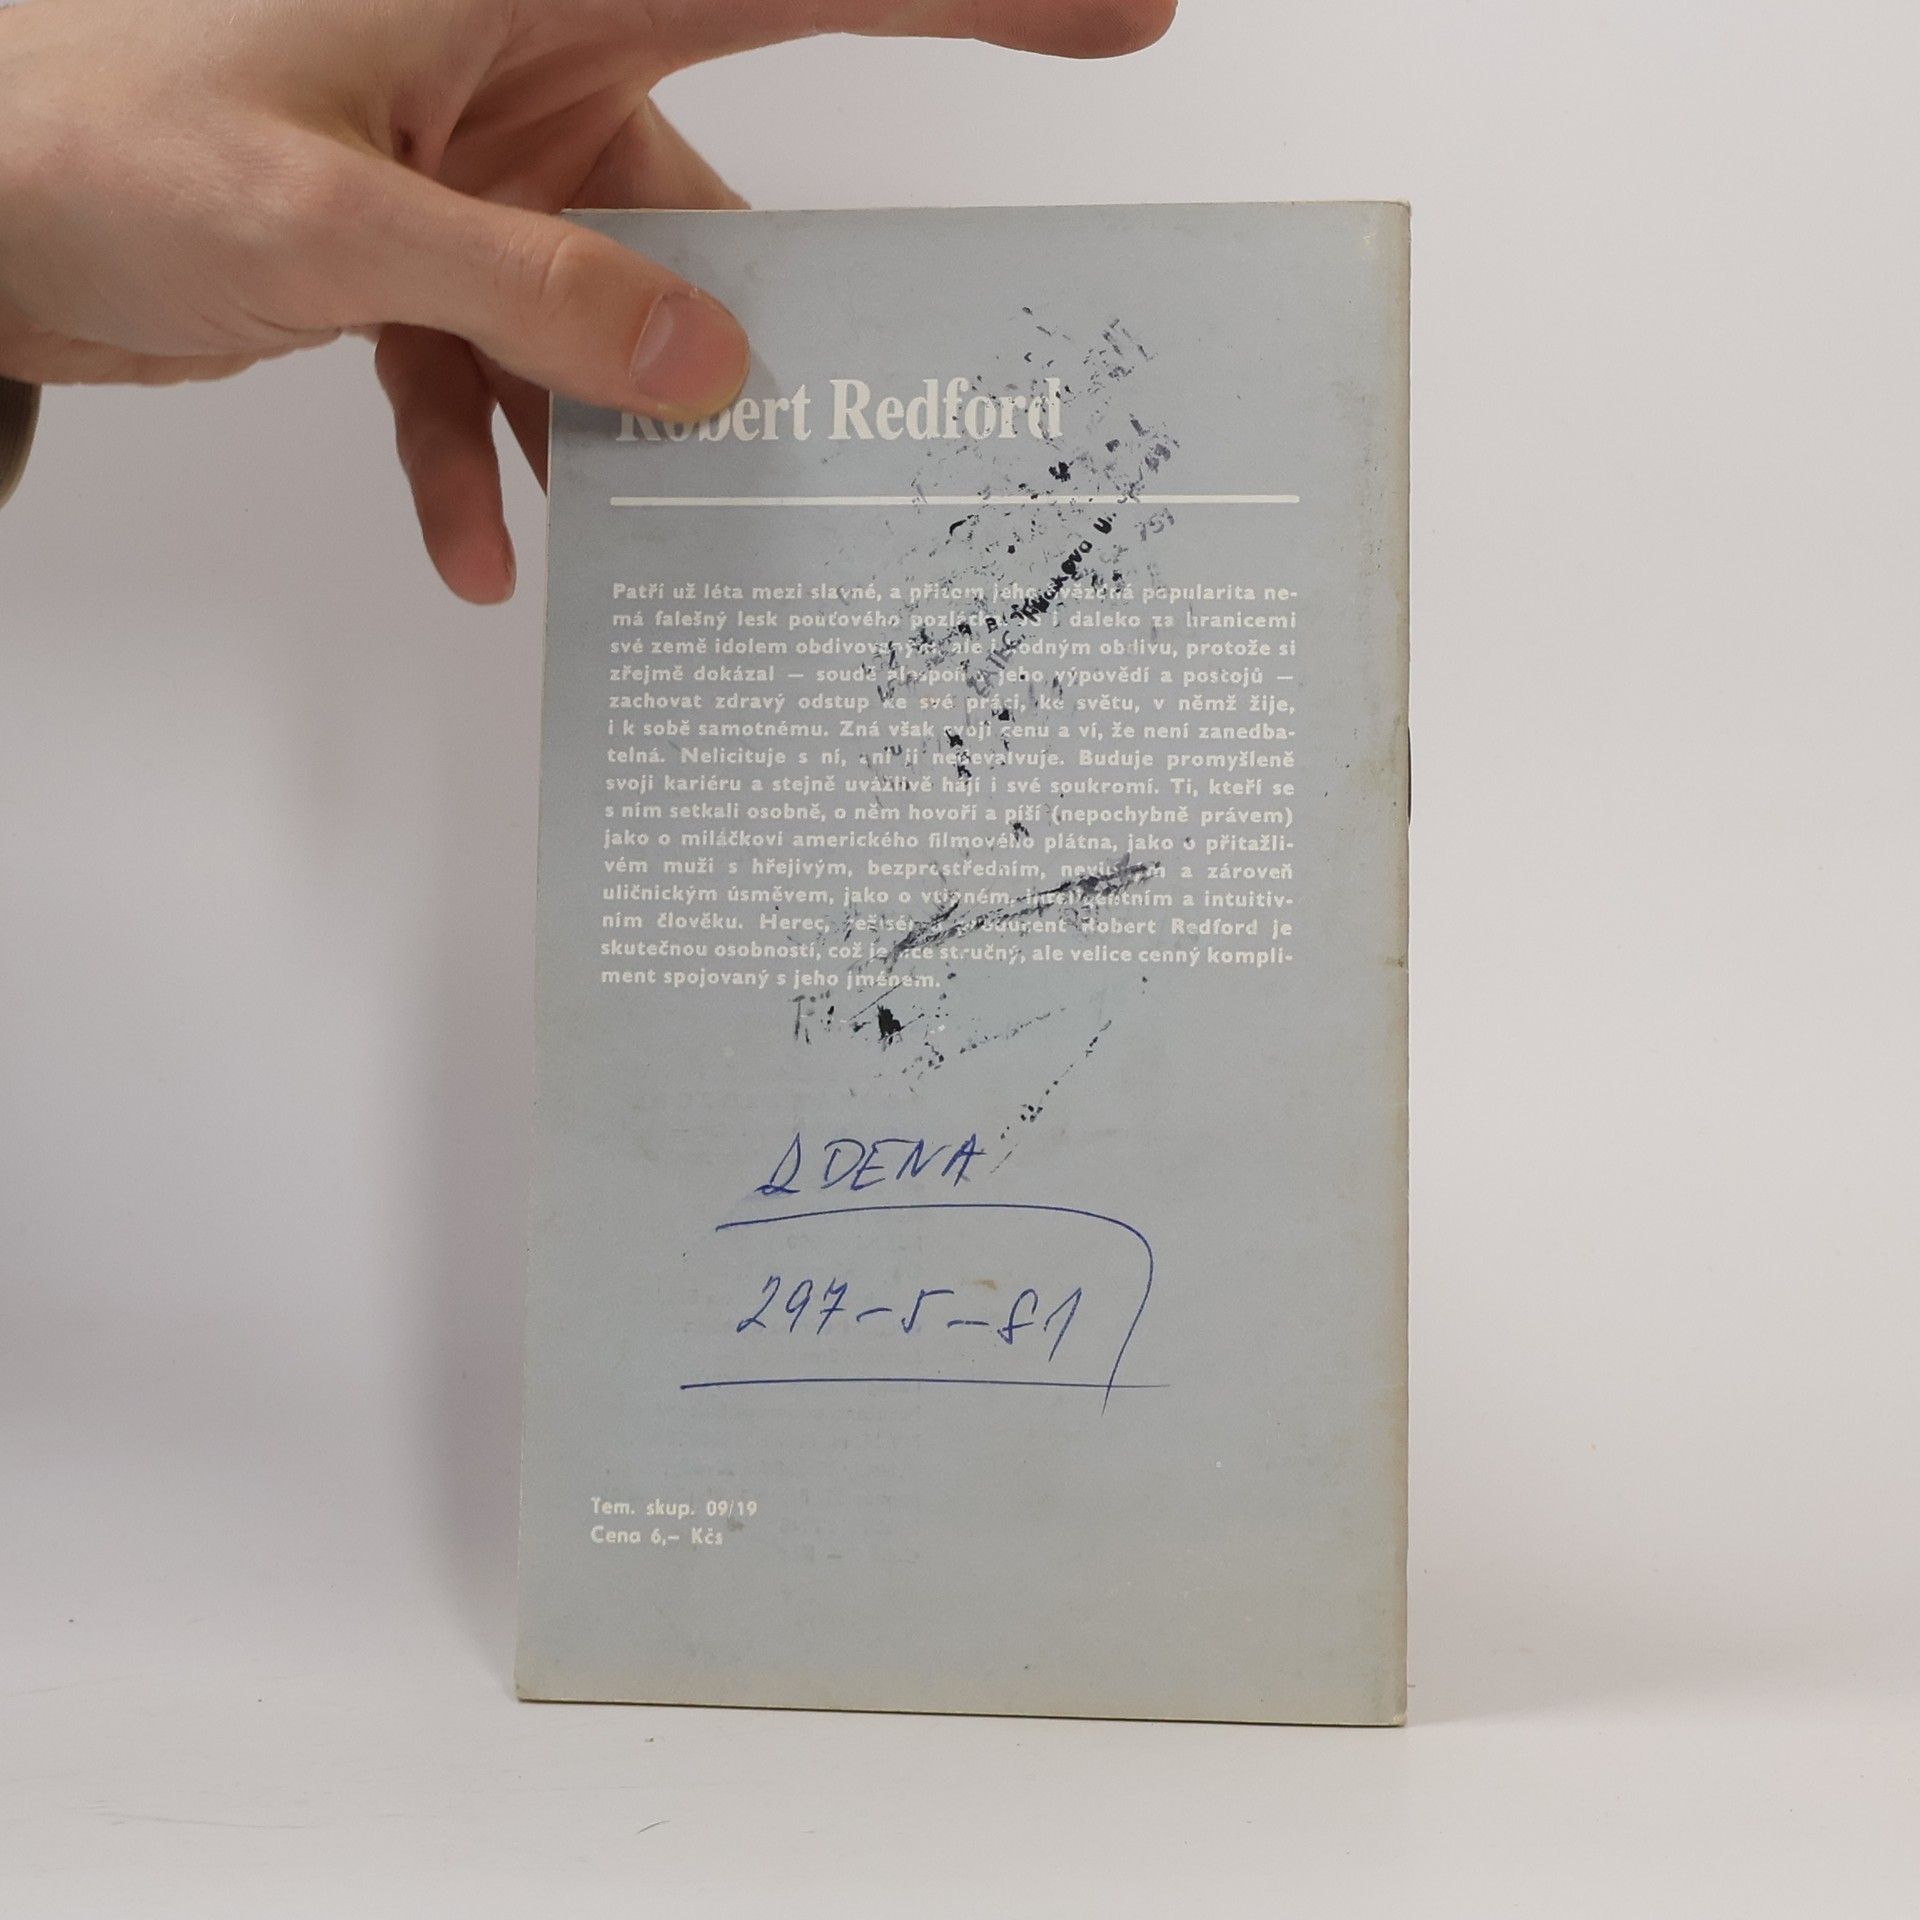 Robert Redford
Patří už léta mezi slavné, a přitom jeho hvězdná popularita ne-
má falešný lesk pouťového pozlátka. Je i daleko za hranicemi
své země idolem obdivovaným, ale i hodným obdivu, protože si
zřejmě dokázal — soudě alespoň z jeho výpovědí a postojů —
zachovat zdravý odstup ke své práci, ke světu, v němž žije,
i k sobě samotnému. Zná však svoji cenu a ví, že není zanedba-
telná. Nelicituje s ní, ani ji nedevalvuje. Buduje promyšleně
svoji kariéru a stejně uvážlivě hájí i své soukromí. Ti, kteří se
s ním setkali osobně, o něm hovoří a píší (nepochybně právem)
jako o miláčkovi amerického filmového plátna, jako o přitažli-
vém muži s hřejivým, bezprostředním, nevinným a zároveň
uličnickým úsměvem, jako o vtipném, inteligentním a intuitiv-
ním člověku. Herec, režisér a producent Robert Redford je
skutečnou osobností, což je sice stručný, ale velice cenný kompli-
ment spojovaný s jeho jménem.
ZDENA
297-5-81
Tem. skup. 09/19
Cena 6,– Kčs